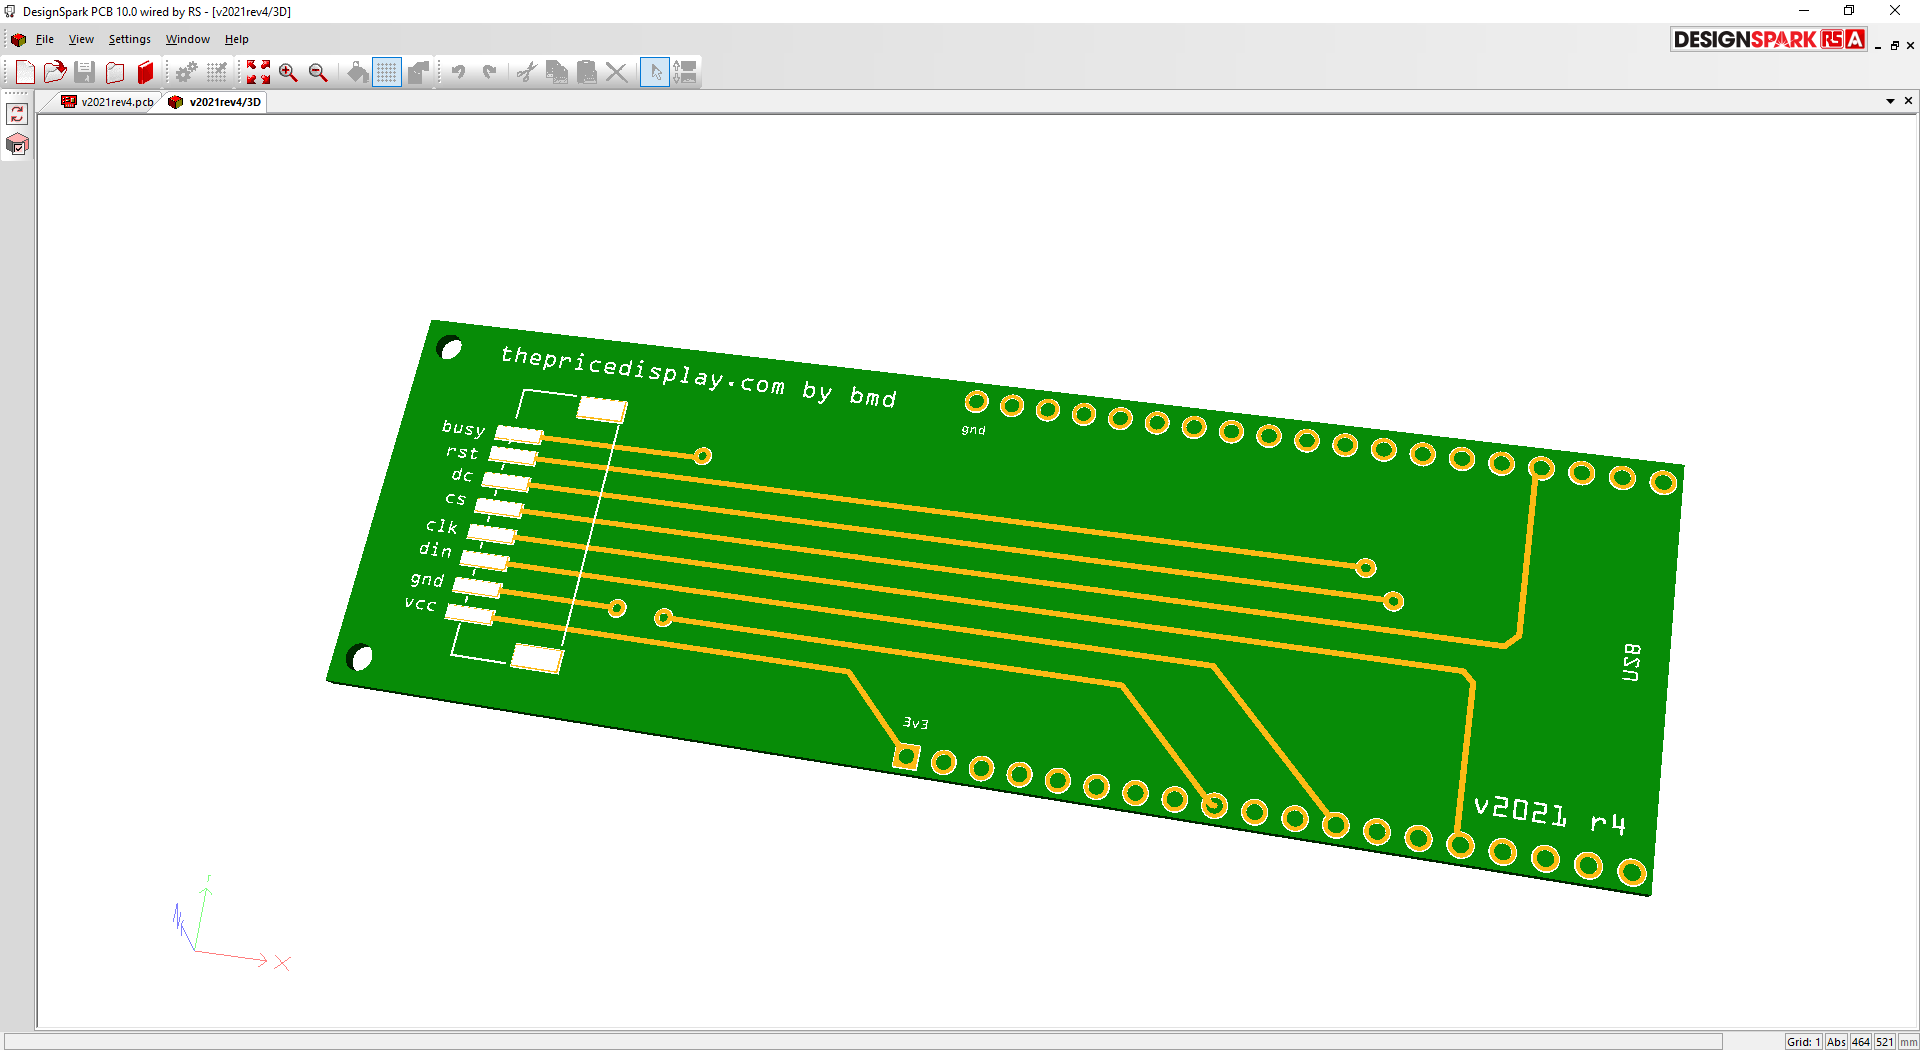 DesignSpark PCB 10.0 wired by RS - [v2021rev4/3D]
File View Settings Window Help
DESIGNSPARK RS A
v2021rev4.pcb v2021rev4/3D
thepricedisplay.com by bmd
gnd
busy
rst
dc
cs
clk
din
gnd
vcc
3v3
v2021 r4
X
Grid: 1 Abs 464 521 mm